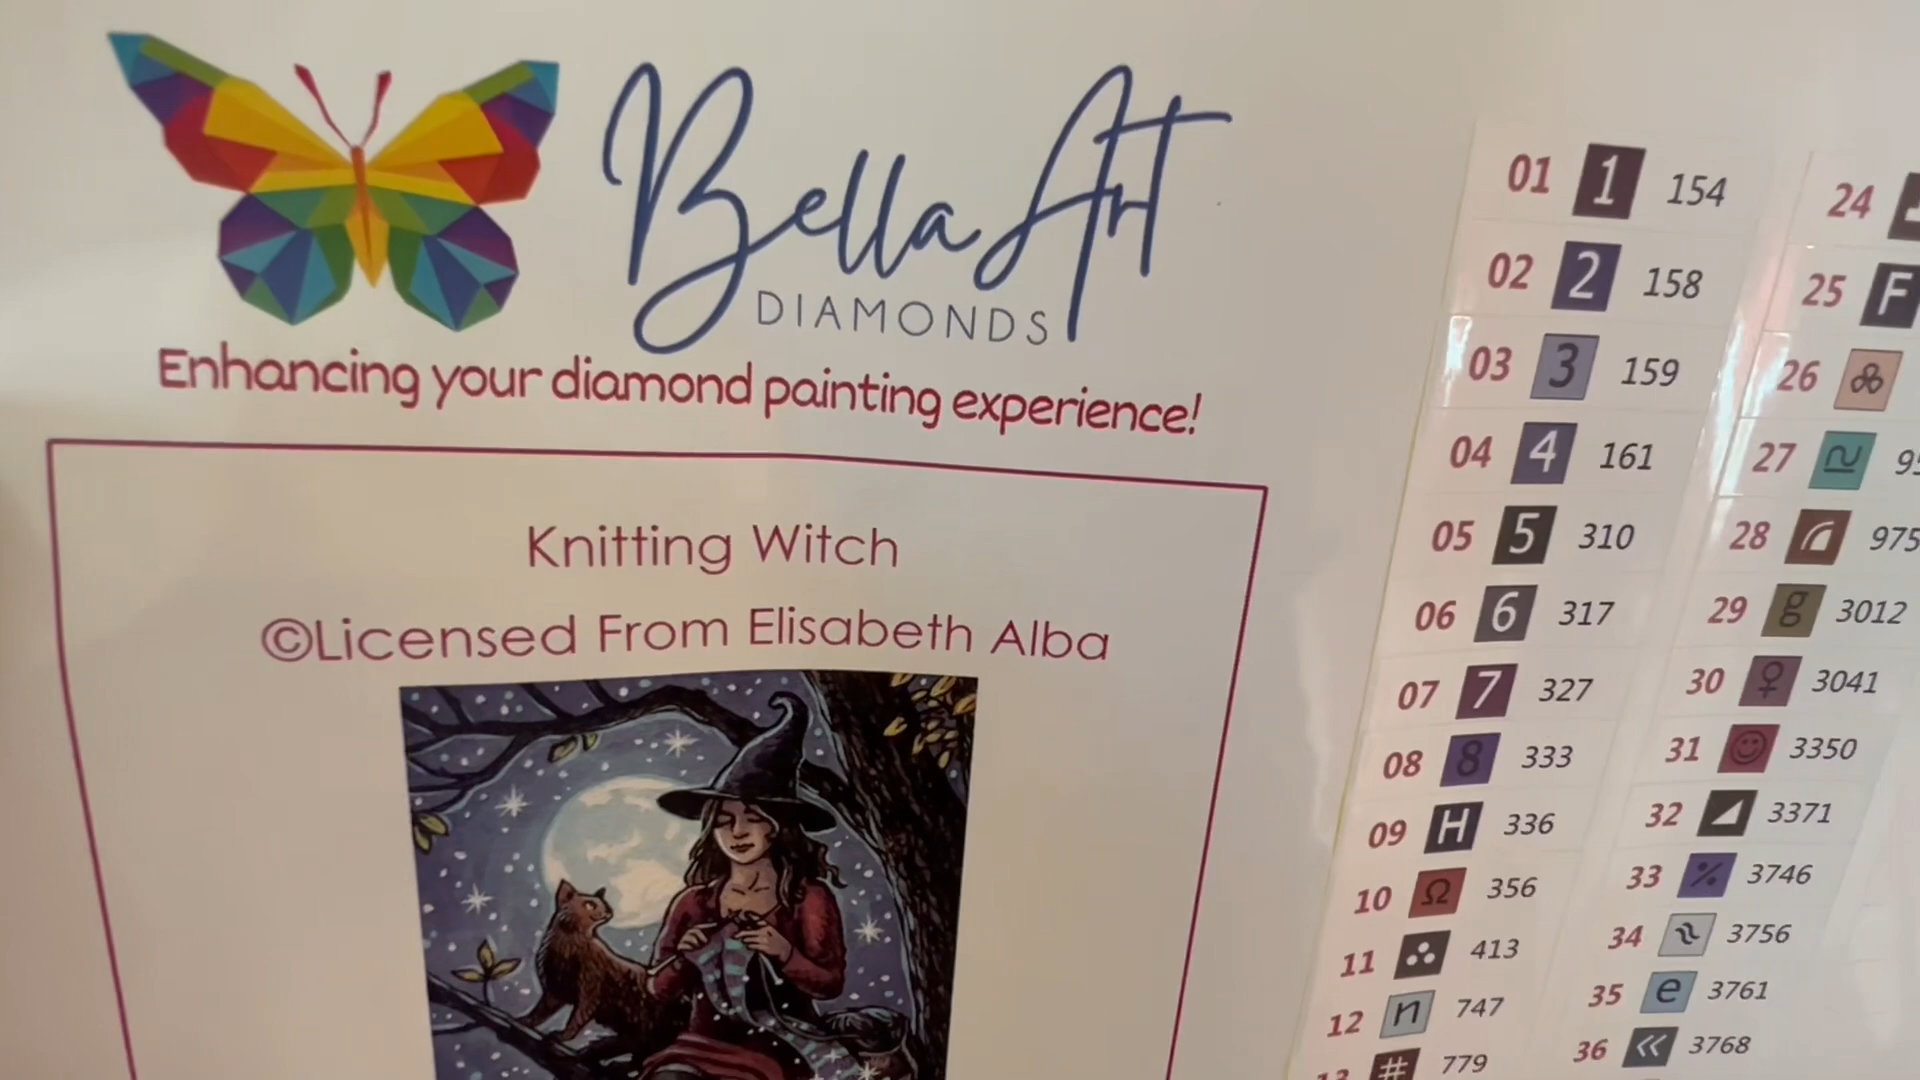 Bella Art
DIAMONDS
Enhancing your diamond painting experience!
Knitting Witch
©Licensed From Elisabeth Alba
01 1 154
02 2 158
03 3 159
04 4 161
05 5 310
06 6 317
07 7 327
08 8 333
09 H 336
10 Ω 356
11 413
12 n 747
13 # 779
24
25 F
26
27
28 975
29 g 3012
30 ♀ 3041
31 3350
32 3371
33 % 3746
34 3756
35 e 3761
36 « 3768